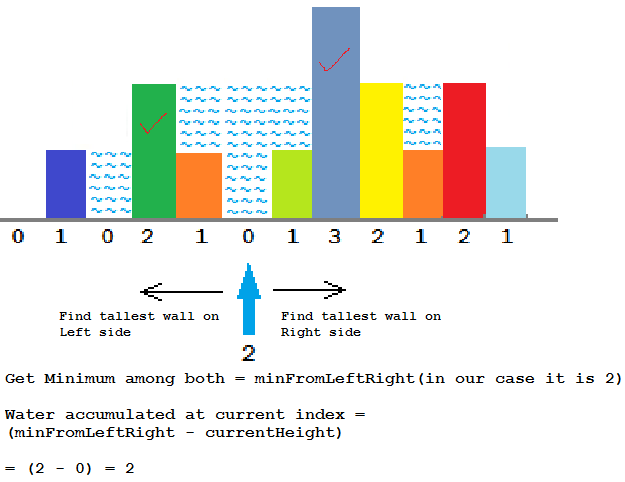 0 1 0 2 1 0 1 3 2 1 2 1
Find tallest wall on
Left side
Find tallest wall on
Right side
2
Get Minimum among both = minFromLeftRight(in our case it is 2)
Water accumulated at current index =
(minFromLeftRight - currentHeight)
= (2 - 0) = 2